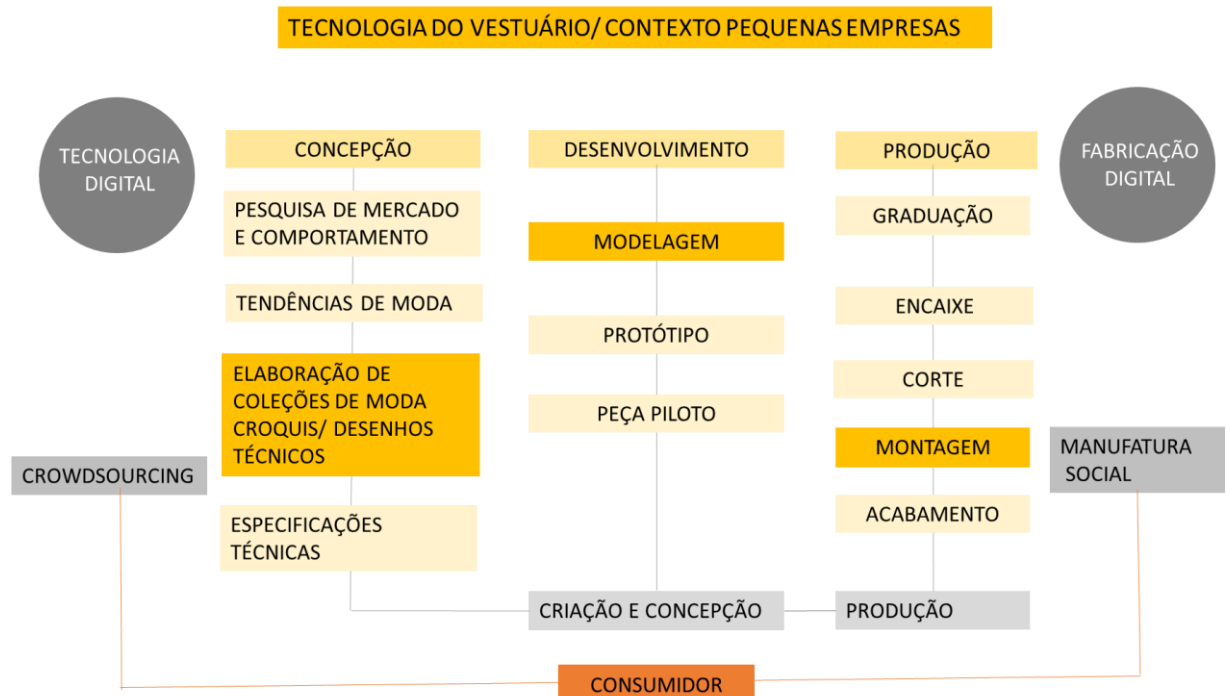 TECNOLOGIA DO VESTUÁRIO/ CONTEXTO PEQUENAS EMPRESAS
TECNOLOGIA
DIGITAL
CONCEPÇÃO
PESQUISA DE MERCADO
E COMPORTAMENTO
TENDÊNCIAS DE MODA
ELABORAÇÃO DE
COLEÇÕES DE MODA
CROQUIS/ DESENHOS
TÉCNICOS
ESPECIFICAÇÕES
TÉCNICAS
DESENVOLVIMENTO
MODELAGEM
PROTÓTIPO
PEÇA PILOTO
PRODUÇÃO
GRADUAÇÃO
ENCAIXE
CORTE
MONTAGEM
ACABAMENTO
FABRICAÇÃO
DIGITAL
CROWDSOURCING
MANUFATURA
SOCIAL
CRIAÇÃO E CONCEPÇÃO
PRODUÇÃO
CONSUMIDOR